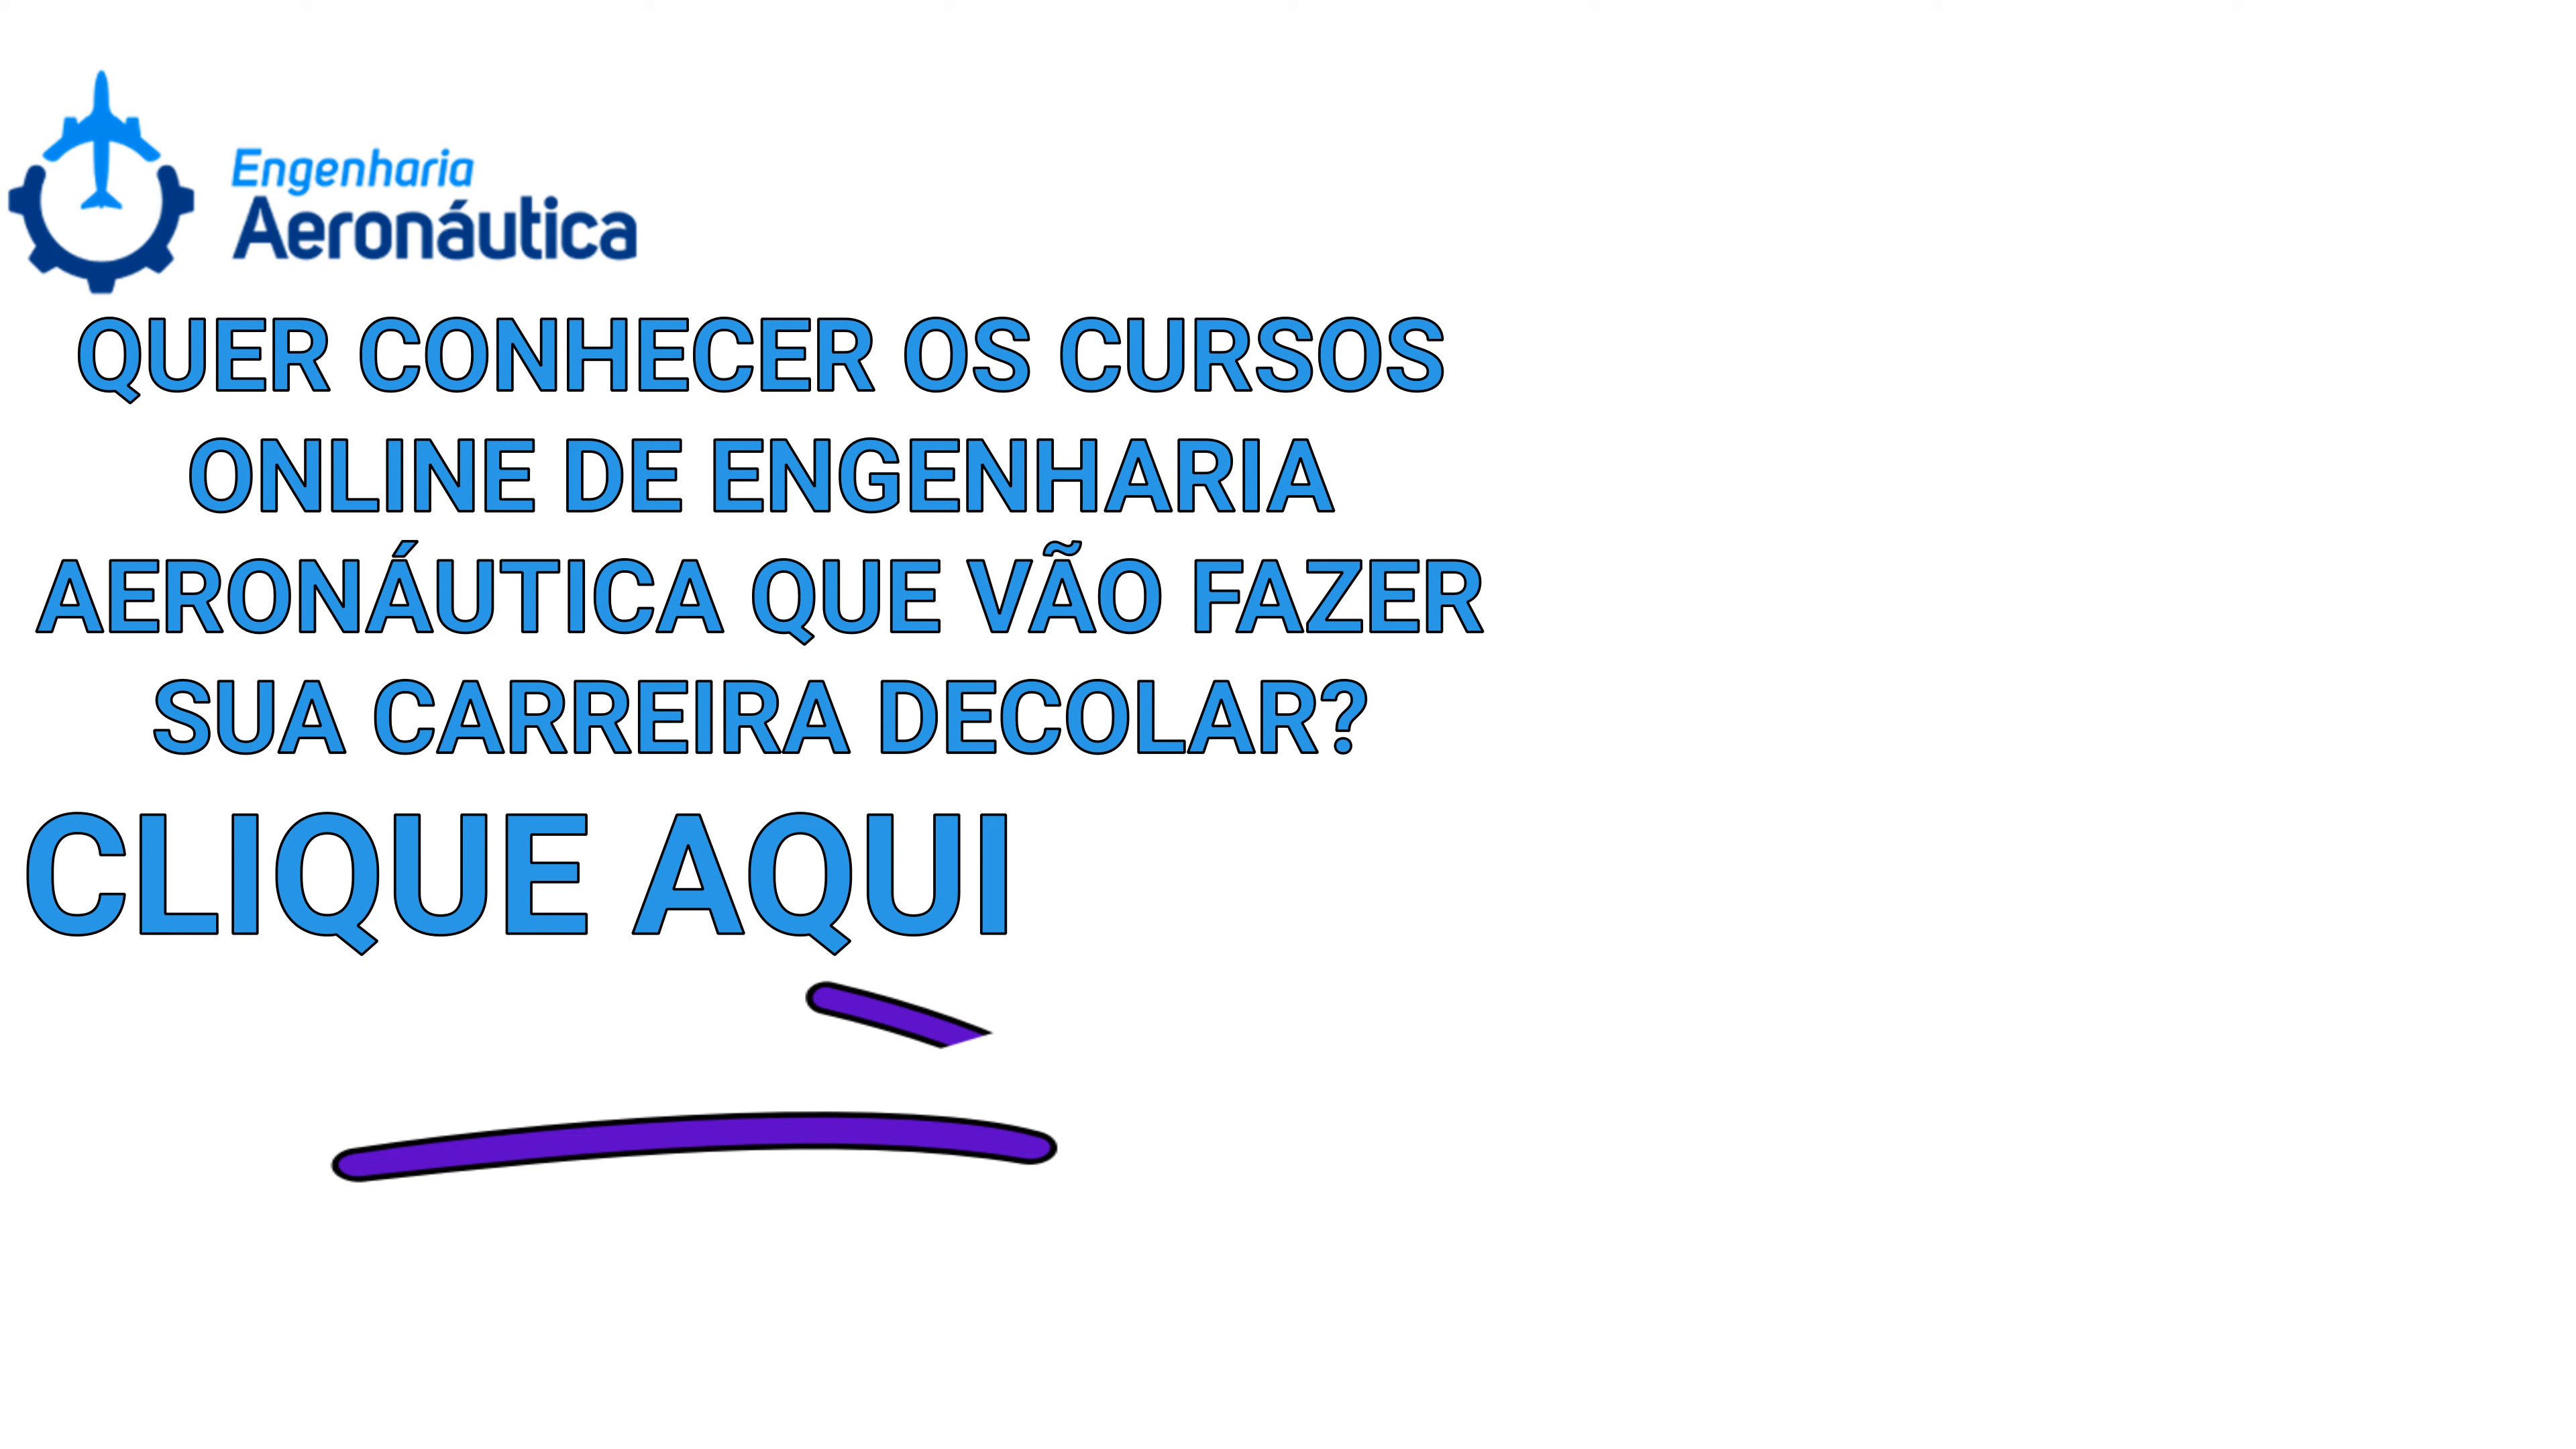 Engenharia
Aeronáutica
QUER CONHECER OS CURSOS
ONLINE DE ENGENHARIA
AERONÁUTICA QUE VÃO FAZER
SUA CARREIRA DECOLAR?
CLIQUE AQUI